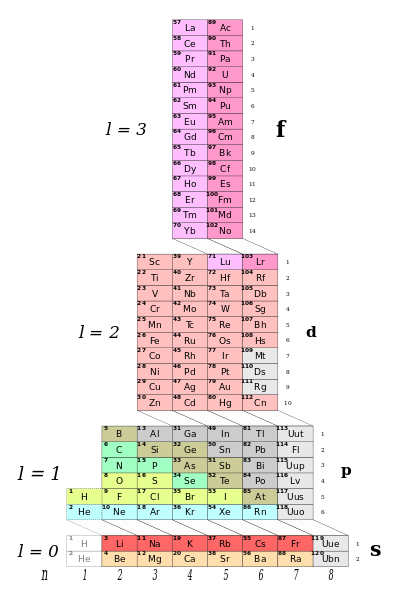 57 La 89 Ac 1
58 Ce 90 Th 2
59 Pr 91 Pa 3
60 Nd 92 U 4
61 Pm 93 Np 5
62 Sm 94 Pu 6
l = 3 63 Eu 95 Am 7 f
64 Gd 96 Cm 8
65 Tb 97 Bk 9
66 Dy 98 Cf 10
67 Ho 99 Es 11
68 Er 100 Fm 12
69 Tm 101 Md 13
70 Yb 102 No 14
21 Sc 39 Y 71 Lu 103 Lr 1
22 Ti 40 Zr 72 Hf 104 Rf 2
23 V 41 Nb 73 Ta 105 Db 3
24 Cr 42 Mo 74 W 106 Sg 4
l = 2 25 Mn 43 Tc 75 Re 107 Bh 5 d
26 Fe 44 Ru 76 Os 108 Hs 6
27 Co 45 Rh 77 Ir 109 Mt 7
28 Ni 46 Pd 78 Pt 110 Ds 8
29 Cu 47 Ag 79 Au 111 Rg 9
30 Zn 48 Cd 80 Hg 112 Cn 10
5 B 13 Al 31 Ga 49 In 81 Tl 113 Uut 1
6 C 14 Si 32 Ge 50 Sn 82 Pb 114 Fl 2
l = 1 7 N 15 P 33 As 51 Sb 83 Bi 115 Uup 3 p
8 O 16 S 34 Se 52 Te 84 Po 116 Lv 4
1 H 9 F 17 Cl 35 Br 53 I 85 At 117 Uus 5
2 He 10 Ne 18 Ar 36 Kr 54 Xe 86 Rn 118 Uuo 6
l = 0 1 H 3 Li 11 Na 19 K 37 Rb 55 Cs 87 Fr 119 Uue 1 s
2 He 4 Be 12 Mg 20 Ca 38 Sr 56 Ba 88 Ra 120 Ubn 2
n 1 2 3 4 5 6 7 8